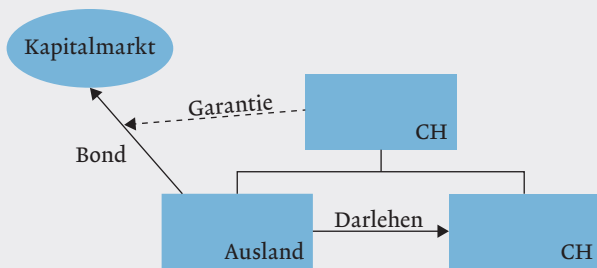 Kapitalmarkt
Garantie
CH
Bond
Darlehen
Ausland
CH